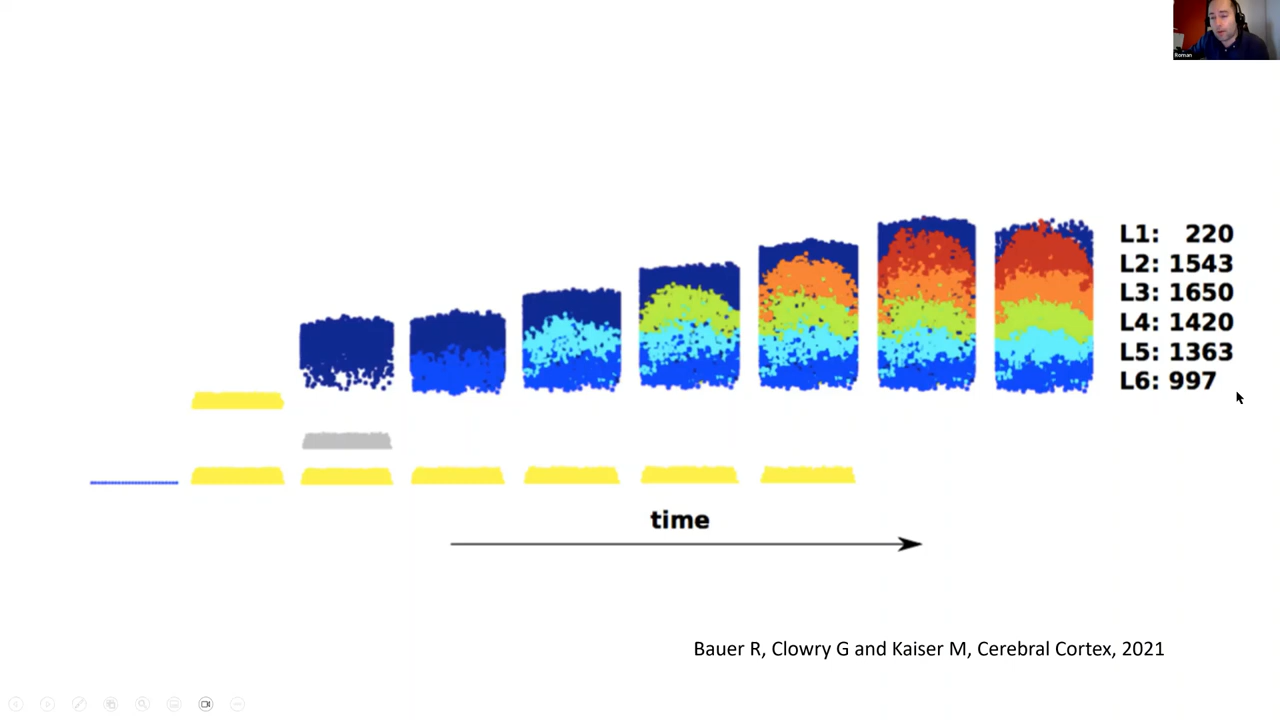 Roman
L1: 220
L2: 1543
L3: 1650
L4: 1420
L5: 1363
L6: 997
time
Bauer R, Clowry G and Kaiser M, Cerebral Cortex, 2021